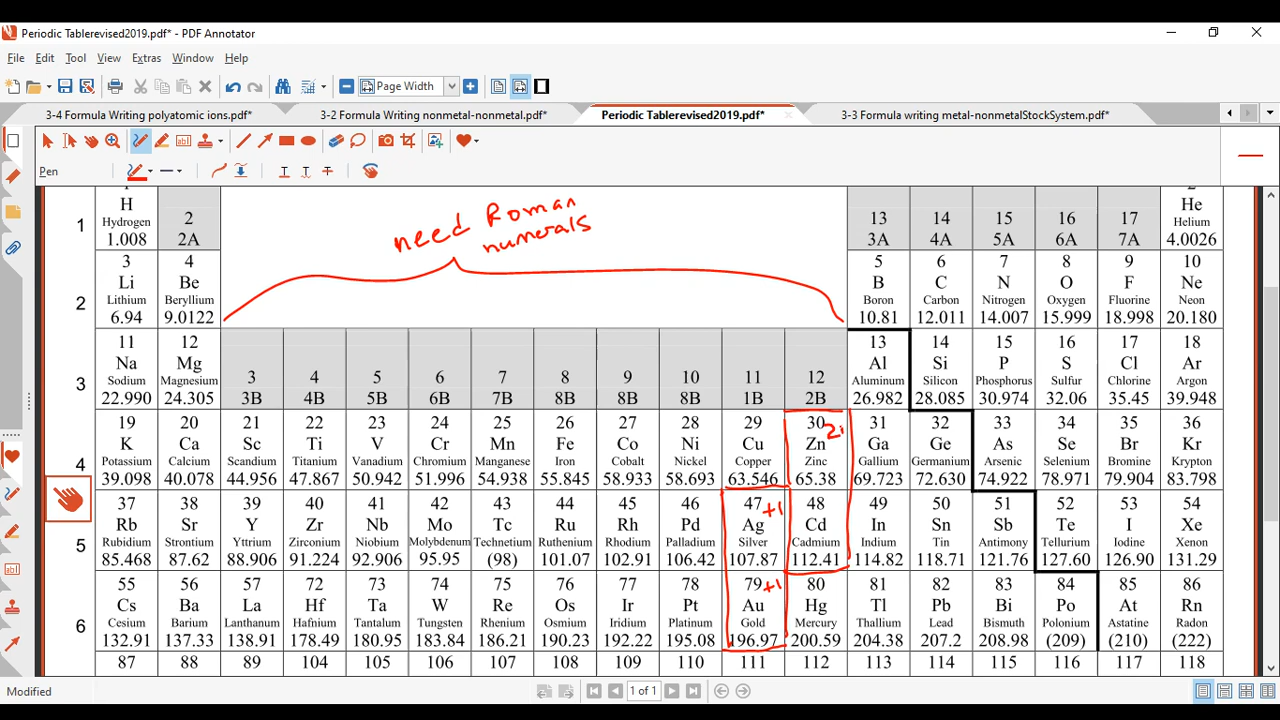 Periodic Tablerevised2019.pdf* - PDF Annotator
File Edit Tool View Extras Window Help
Page Width
3-4 Formula Writing polyatomic ions.pdf* 3-2 Formula Writing nonmetal-nonmetal.pdf* Periodic Tablerevised2019.pdf* 3-3 Formula writing metal-nonmetalStockSystem.pdf*
Pen
need Roman
numerals
H 2 13 14 15 16 17 He
1 Hydrogen 2A 3A 4A 5A 6A 7A Helium
1.008 4.0026
3 4 5 6 7 8 9 10
Li Be B C N O F Ne
2 Lithium Beryllium Boron Carbon Nitrogen Oxygen Fluorine Neon
6.94 9.0122 10.81 12.011 14.007 15.999 18.998 20.180
11 12 13 14 15 16 17 18
Na Mg 3 4 5 6 7 8 9 10 11 12 Al Si P S Cl Ar
3 Sodium Magnesium 3B 4B 5B 6B 7B 8B 8B 8B 1B 2B Aluminum Silicon Phosphorus Sulfur Chlorine Argon
22.990 24.305 26.982 28.085 30.974 32.06 35.45 39.948
19 20 21 22 23 24 25 26 27 28 29 30 2 31 32 33 34 35 36
K Ca Sc Ti V Cr Mn Fe Co Ni Cu Zn Ga Ge As Se Br Kr
4 Potassium Calcium Scandium Titanium Vanadium Chromium Manganese Iron Cobalt Nickel Copper Zinc Gallium Germanium Arsenic Selenium Bromine Krypton
39.098 40.078 44.956 47.867 50.942 51.996 54.938 55.845 58.933 58.693 63.546 65.38 69.723 72.630 74.922 78.971 79.904 83.798
37 38 39 40 41 42 43 44 45 46 47 +1 48 49 50 51 52 53 54
Rb Sr Y Zr Nb Mo Tc Ru Rh Pd Ag Cd In Sn Sb Te I Xe
5 Rubidium Strontium Yttrium Zirconium Niobium Molybdenum Technetium Ruthenium Rhodium Palladium Silver Cadmium Indium Tin Antimony Tellurium Iodine Xenon
85.468 87.62 88.906 91.224 92.906 95.95 (98) 101.07 102.91 106.42 107.87 112.41 114.82 118.71 121.76 127.60 126.90 131.29
55 56 57 72 73 74 75 76 77 78 79 +1 80 81 82 83 84 85 86
Cs Ba La Hf Ta W Re Os Ir Pt Au Hg Tl Pb Bi Po At Rn
6 Cesium Barium Lanthanum Hafnium Tantalum Tungsten Rhenium Osmium Iridium Platinum Gold Mercury Thallium Lead Bismuth Polonium Astatine Radon
132.91 137.33 138.91 178.49 180.95 183.84 186.21 190.23 192.22 195.08 196.97 200.59 204.38 207.2 208.98 (209) (210) (222)
87 88 89 104 105 106 107 108 109 110 111 112 113 114 115 116 117 118
Modified 1 of 1